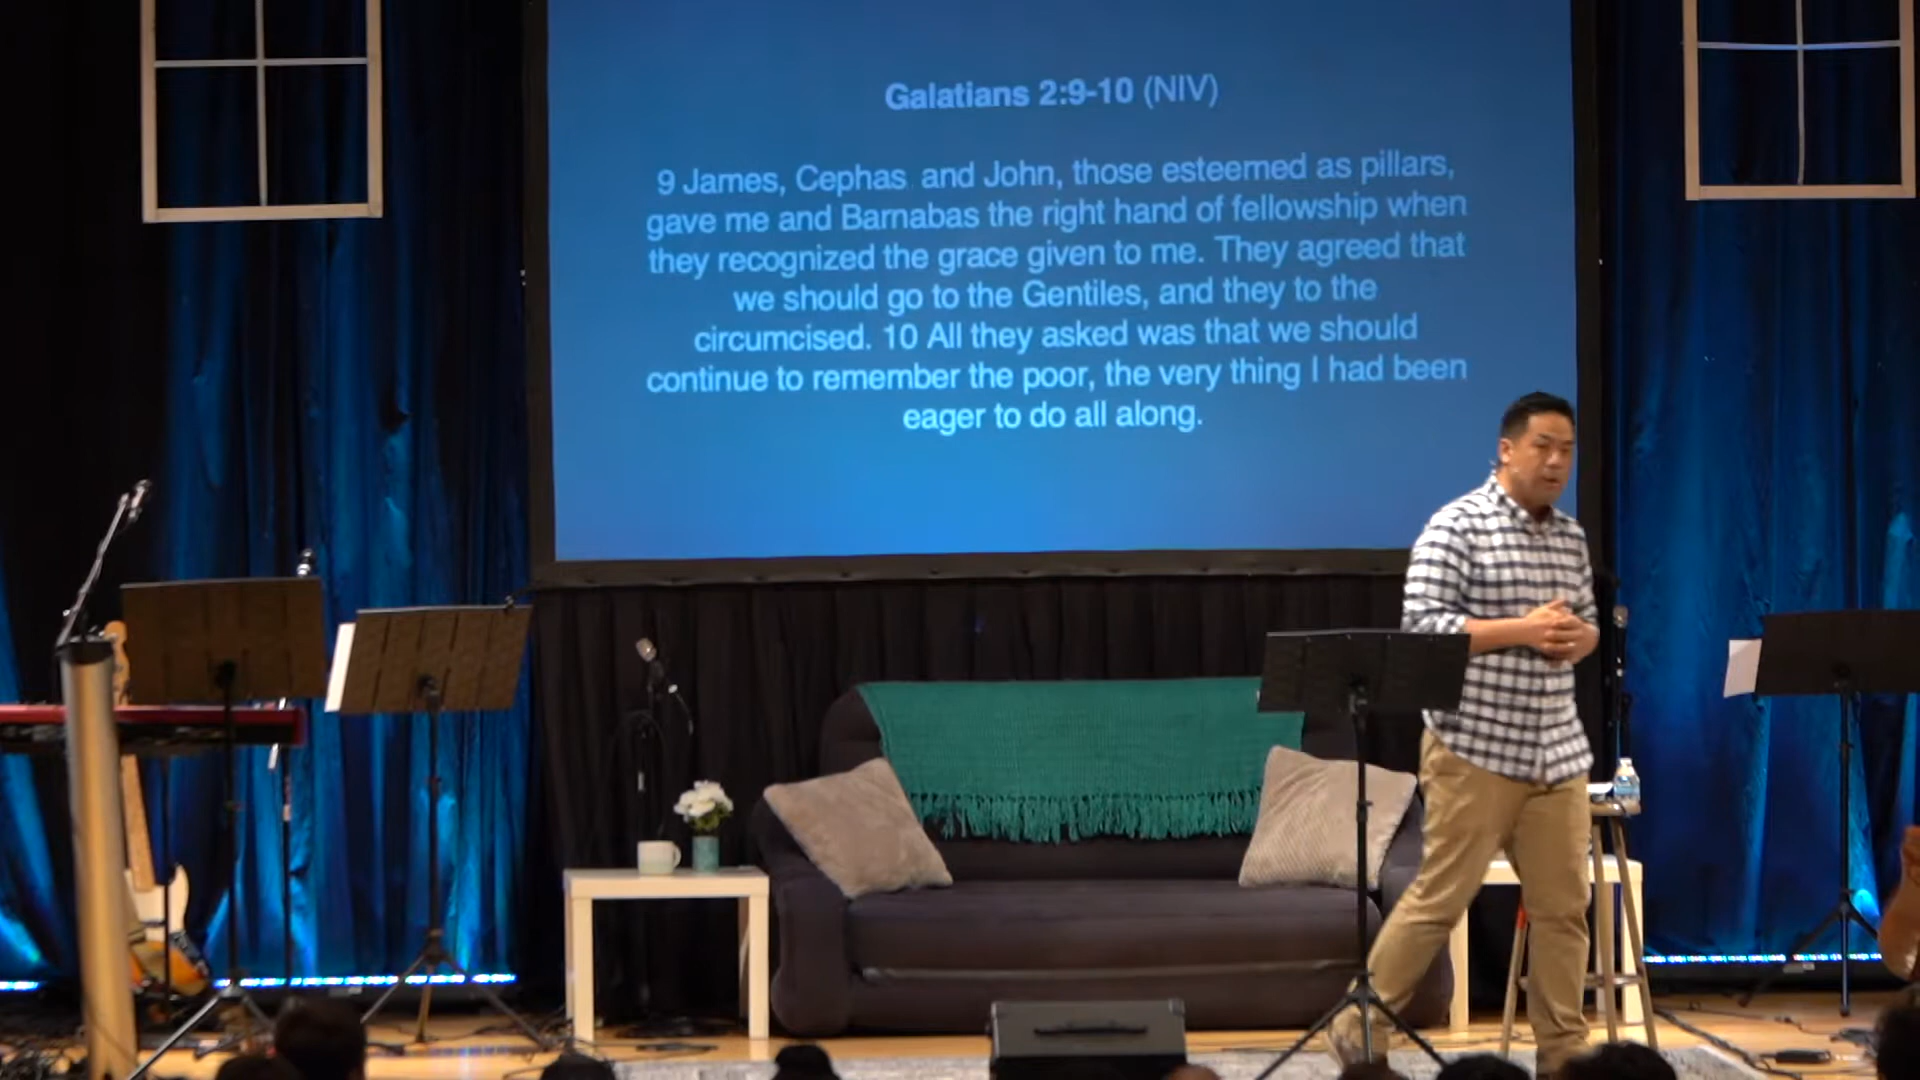 Galatians 2:9-10 (NIV)
9 James, Cephas and John, those esteemed as pillars,
gave me and Barnabas the right hand of fellowship when
they recognized the grace given to me. They agreed that
we should go to the Gentiles, and they to the
circumcised. 10 All they asked was that we should
continue to remember the poor, the very thing I had been
eager to do all along.